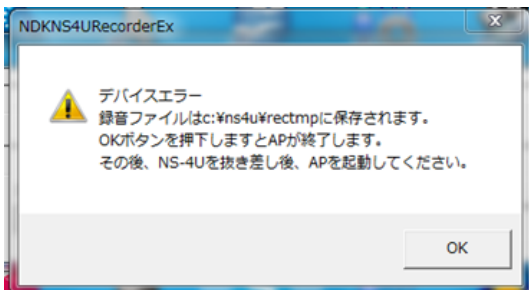 NDKNS4URecorderEx
デバイスエラー
録音ファイルはc:¥ns4u¥rectmpに保存されます。
OKボタンを押下しますとAPが終了します。
その後、NS-4Uを抜き差し後、APを起動してください。
OK